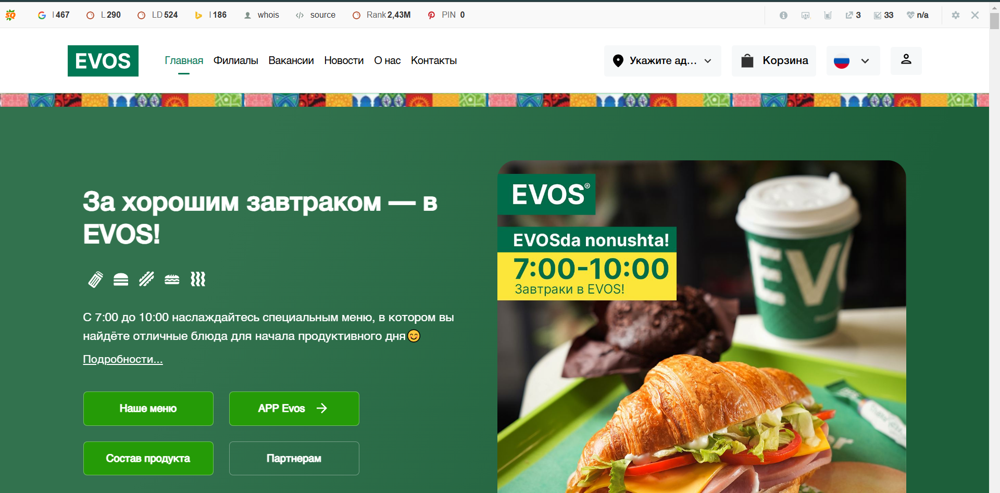 SQ I 467 L 290 LD 524 I 186 whois source Rank 2,43M PIN 0 3 33 n/a
EVOS Главная Филиалы Вакансии Новости О нас Контакты Укажите ад... Корзина
За хорошим завтраком — в
EVOS!
С 7:00 до 10:00 наслаждайтесь специальным меню, в котором вы
найдёте отличные блюда для начала продуктивного дня😊
Подробности...
Наше меню
APP Evos →
Состав продукта
Партнерам
EVOS®
EVOSda nonushta!
7:00-10:00
Завтраки в EVOS!
EV